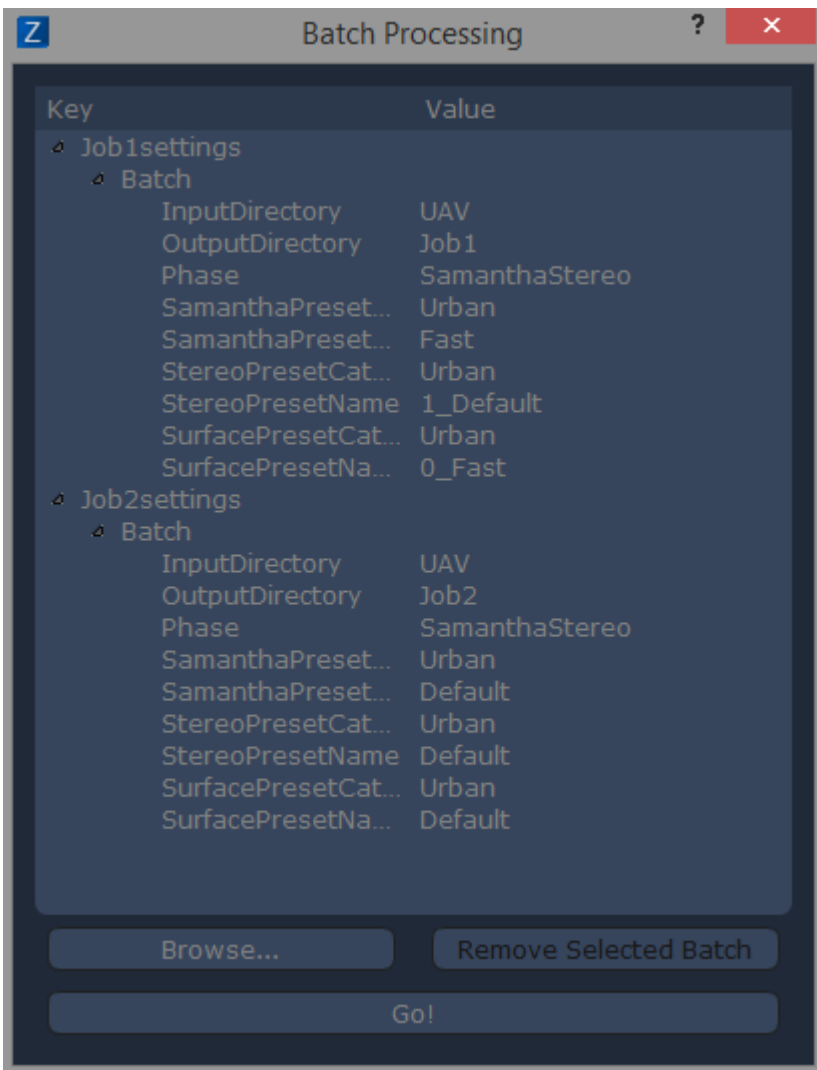 Z Batch Processing ? ×
Key Value
Job1settings
Batch
InputDirectory UAV
OutputDirectory Job1
Phase SamanthaStereo
SamanthaPreset... Urban
SamanthaPreset... Fast
StereoPresetCat... Urban
StereoPresetName 1_Default
SurfacePresetCat... Urban
SurfacePresetNa... 0_Fast
Job2settings
Batch
InputDirectory UAV
OutputDirectory Job2
Phase SamanthaStereo
SamanthaPreset... Urban
SamanthaPreset... Default
StereoPresetCat... Urban
StereoPresetName Default
SurfacePresetCat... Urban
SurfacePresetNa... Default
Browse... Remove Selected Batch
Go!